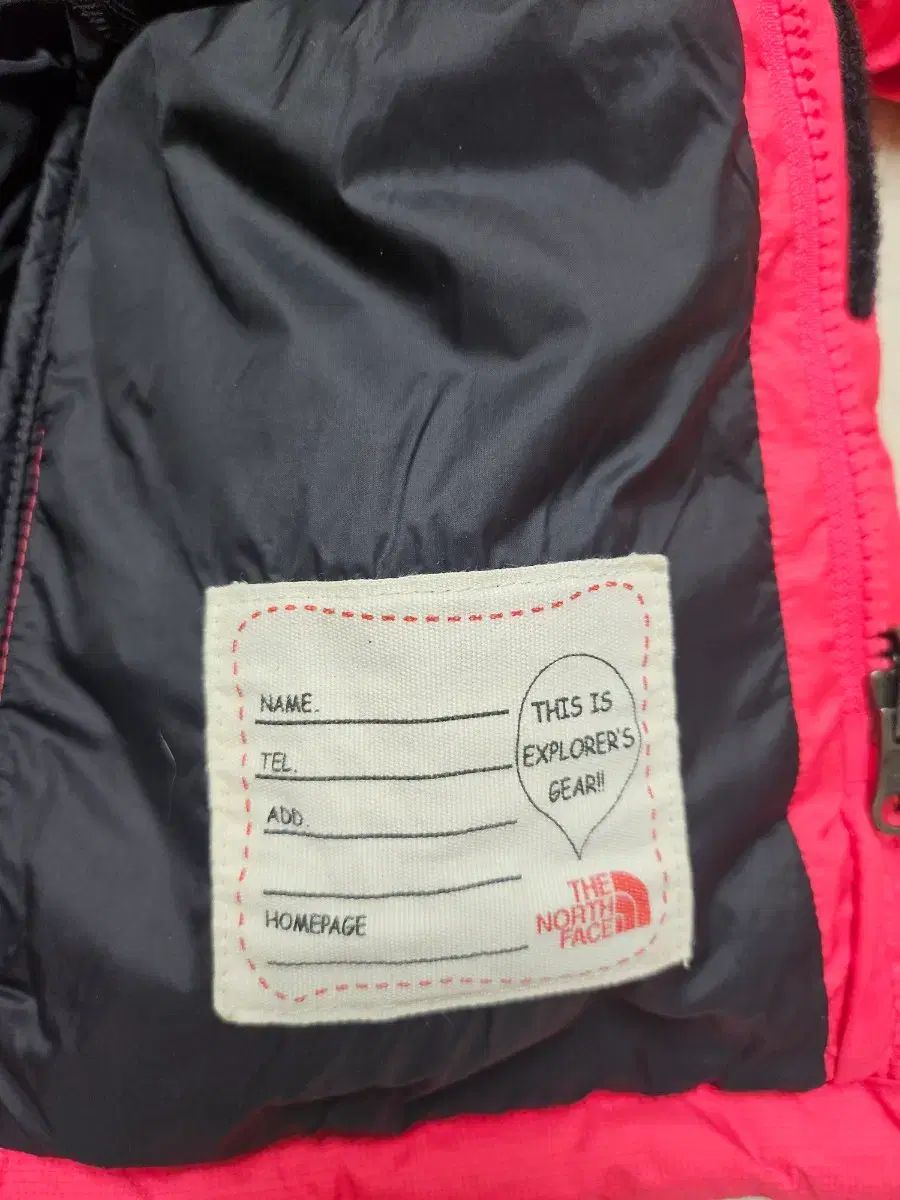 NAME.
TEL.
ADD.
HOMEPAGE
THIS IS
EXPLORER'S
GEAR!!
THE
NORTH
FACE